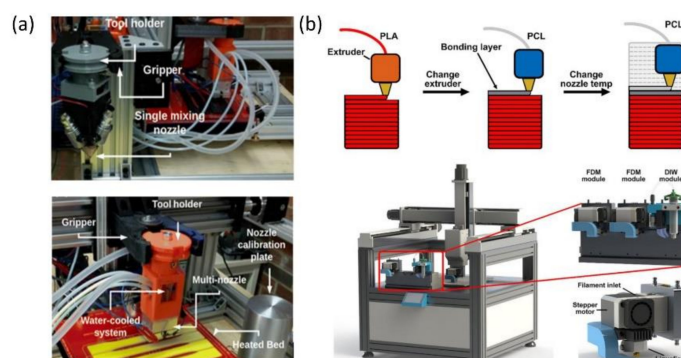 (a)
Tool holder
Gripper
Single mixing
nozzle
Tool holder
Gripper
Nozzle
calibration
plate
Multi-nozzle
Water-cooled
system
Heated Bed
(b)
PLA
Extruder
Change
extruder
Bonding layer
PCL
Change
nozzle temp
PCL
FDM
module
FDM
module
DIW
module
Filament inlet
Stepper
motor